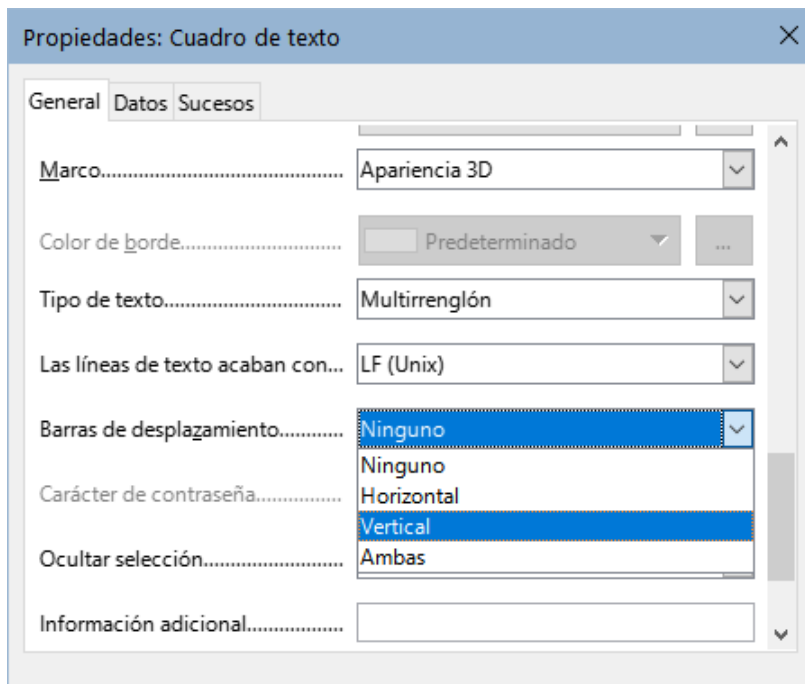 Propiedades: Cuadro de texto
General Datos Sucesos
Marco............................................ Apariencia 3D
Color de borde............................. Predeterminado ...
Tipo de texto................................ Multirrenglón
Las líneas de texto acaban con... LF (Unix)
Barras de desplazamiento............ Ninguno
Ninguno
Carácter de contraseña................ Horizontal
Vertical
Ocultar selección......................... Ambas
Información adicional...................